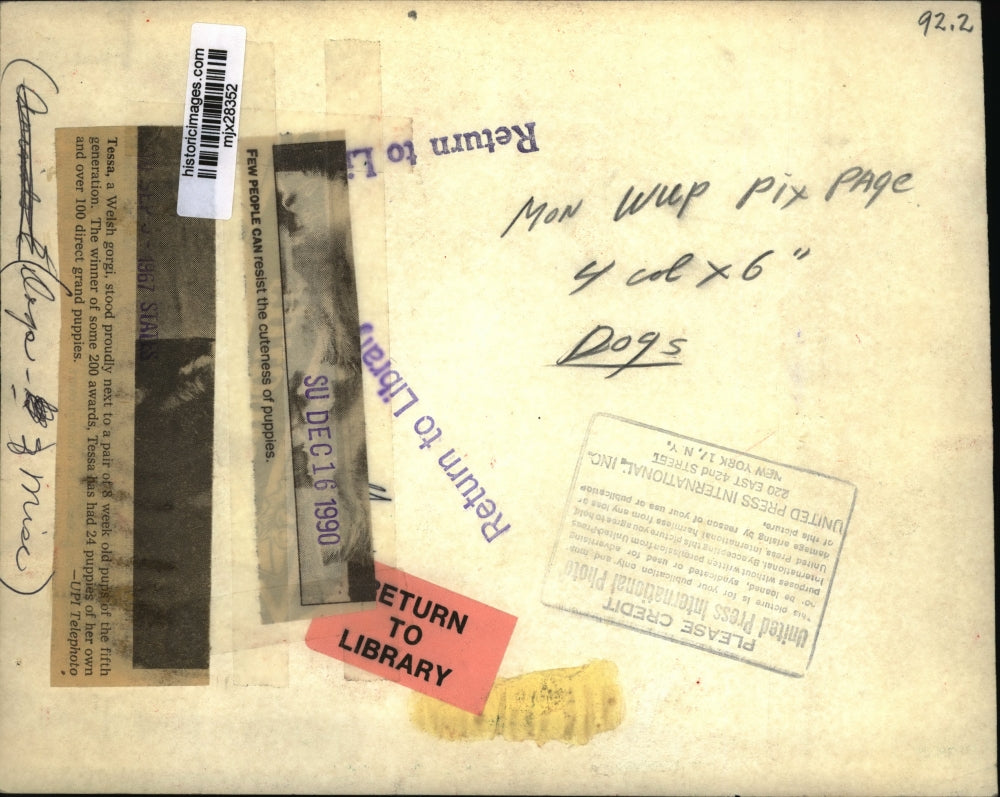 92.2
historicimages.com
mjx28352
Return to Li
Mon WUP Pix PAge
4 col x 6"
Dogs
Tessa, a Welsh gorgi, stood proudly next to a pair of 8 week old pups of the fifth
generation. The winner of some 200 awards, Tessa has had 24 puppies of her own
and over 100 direct grand puppies.
—UPI Telephoto
1967
FEW PEOPLE CAN resist the cuteness of puppies.
SU DEC 16 1990
Return to Library
RETURN
TO
LIBRARY
Dogs -
Misc)
PLEASE CREDIT
United Press International Photo
This picture is for your publication only and must
no be loaned, syndicated or used for advertising
purposes without written permission from United Press
International. By accepting this picture you agree to hold
United Press International harmless from any loss or
damage arising by reason of your use or publication
of this picture.
UNITED PRESS INTERNATIONAL, INC.
220 EAST 42nd STREET
NEW YORK 17, N. Y.